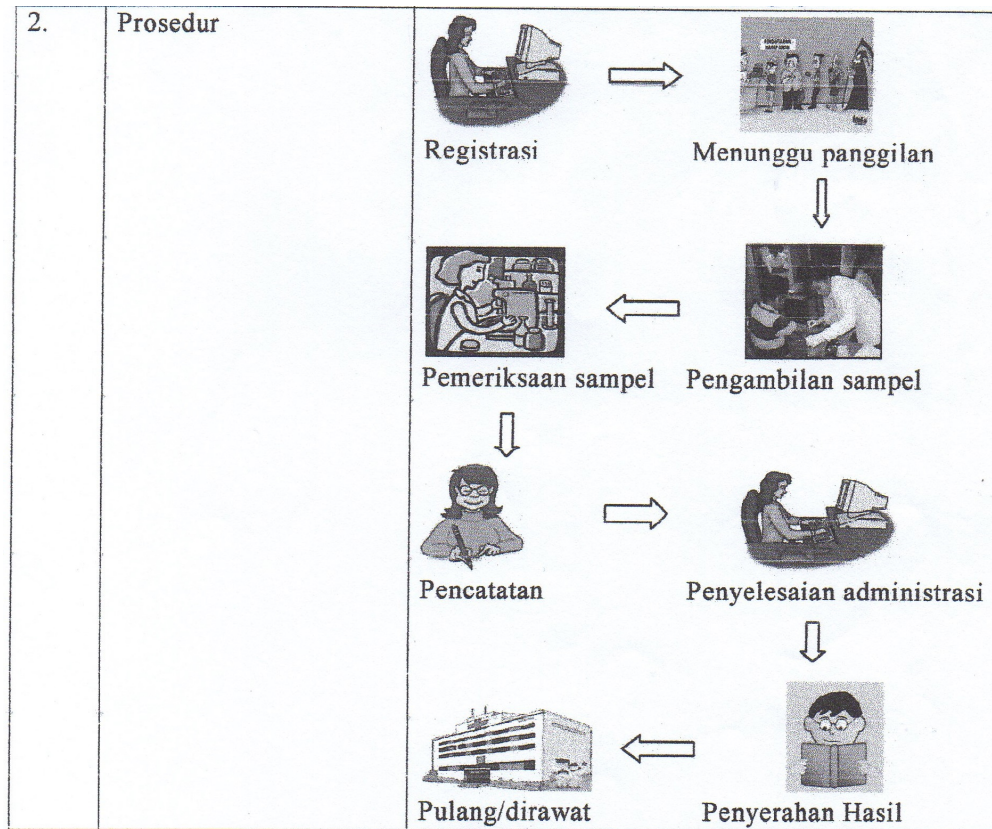 2. Prosedur
Registrasi
Menunggu panggilan
Pengambilan sampel
Pemeriksaan sampel
Pencatatan
Penyelesaian administrasi
Penyerahan Hasil
Pulang/dirawat